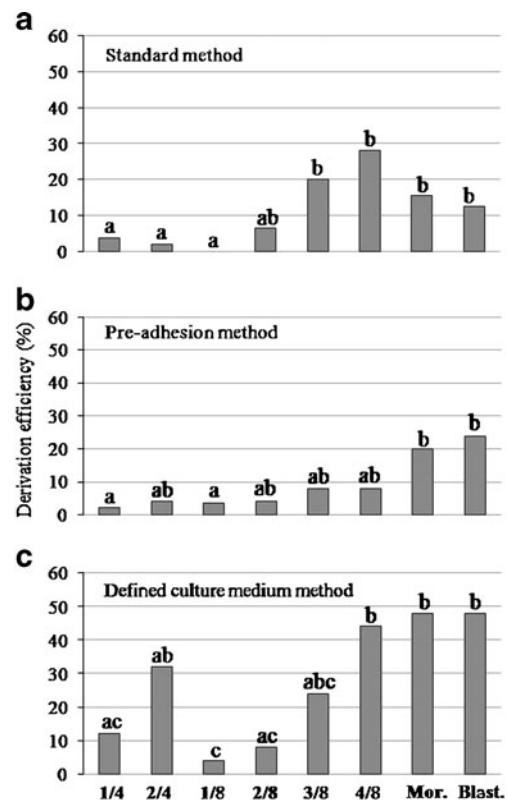 a
Standard method
60
50
40
30
20
10
0
a a a ab b b b b
b
Pre-adhesion method
60
50
40
30
20
10
0
a ab a ab ab ab b b
Derivation efficiency (%)
c
Defined culture medium method
60
50
40
30
20
10
0
ac ab c ac abc b b b
1/4 2/4 1/8 2/8 3/8 4/8 Mor. Blast.